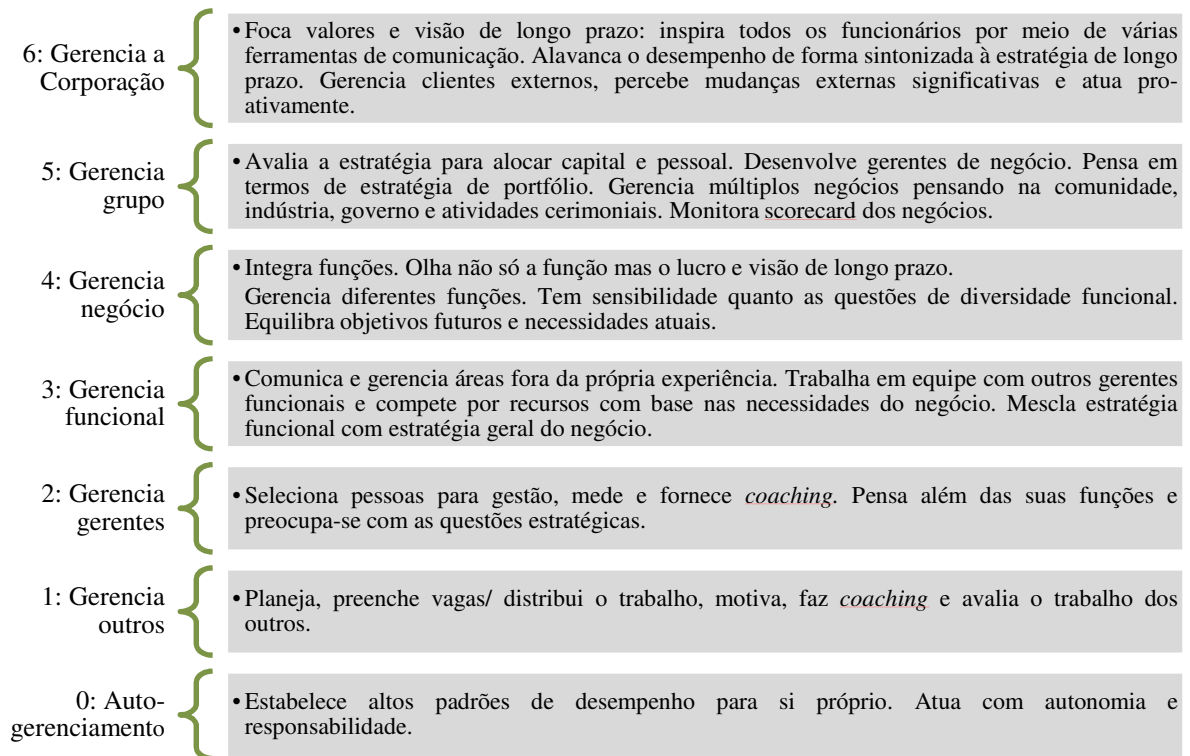 6: Gerencia a
Corporação
•Foca valores e visão de longo prazo: inspira todos os funcionários por meio de várias
ferramentas de comunicação. Alavanca o desempenho de forma sintonizada à estratégia de longo
prazo. Gerencia clientes externos, percebe mudanças externas significativas e atua pro-
ativamente.
5: Gerencia
grupo
•Avalia a estratégia para alocar capital e pessoal. Desenvolve gerentes de negócio. Pensa em
termos de estratégia de portfólio. Gerencia múltiplos negócios pensando na comunidade,
indústria, governo e atividades cerimoniais. Monitora scorecard dos negócios.
4: Gerencia
negócio
•Integra funções. Olha não só a função mas o lucro e visão de longo prazo.
Gerencia diferentes funções. Tem sensibilidade quanto as questões de diversidade funcional.
Equilibra objetivos futuros e necessidades atuais.
3: Gerencia
funcional
•Comunica e gerencia áreas fora da própria experiência. Trabalha em equipe com outros gerentes
funcionais e compete por recursos com base nas necessidades do negócio. Mescla estratégia
funcional com estratégia geral do negócio.
2: Gerencia
gerentes
•Seleciona pessoas para gestão, mede e fornece coaching. Pensa além das suas funções e
preocupa-se com as questões estratégicas.
1: Gerencia
outros
•Planeja, preenche vagas/ distribui o trabalho, motiva, faz coaching e avalia o trabalho dos
outros.
0: Auto-
gerenciamento
•Estabelece altos padrões de desempenho para si próprio. Atua com autonomia e
responsabilidade.